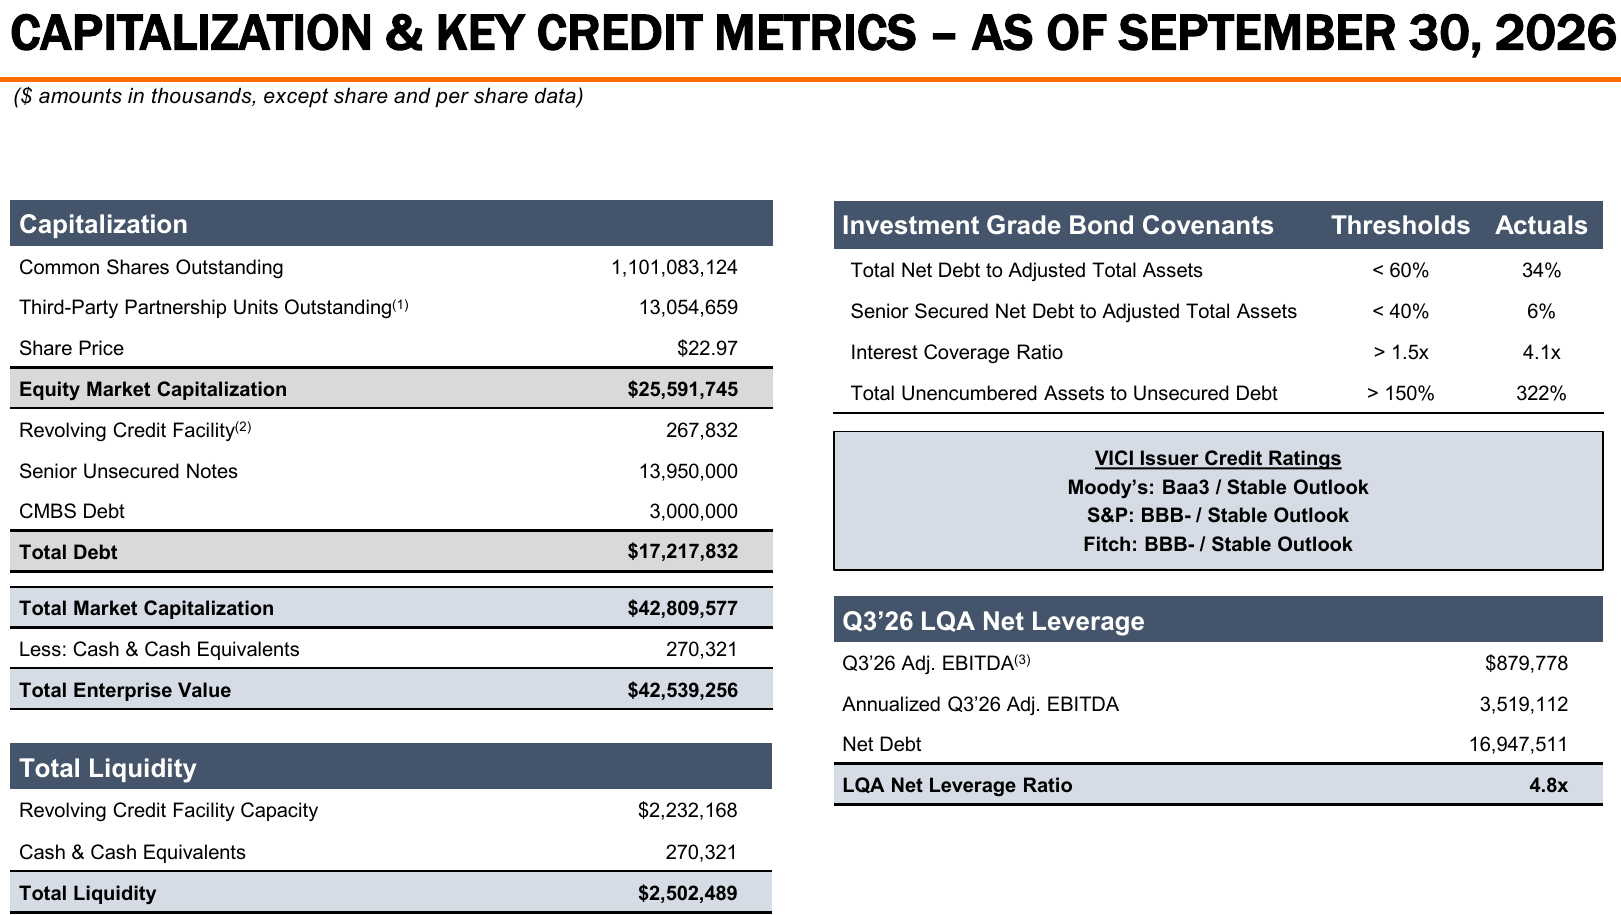 CAPITALIZATION & KEY CREDIT METRICS – AS OF SEPTEMBER 30, 2026
($ amounts in thousands, except share and per share data)
Capitalization
Common Shares Outstanding 1,101,083,124
Third-Party Partnership Units Outstanding(1) 13,054,659
Share Price $22.97
Equity Market Capitalization $25,591,745
Revolving Credit Facility(2) 267,832
Senior Unsecured Notes 13,950,000
CMBS Debt 3,000,000
Total Debt $17,217,832
Total Market Capitalization $42,809,577
Less: Cash & Cash Equivalents 270,321
Total Enterprise Value $42,539,256
Total Liquidity
Revolving Credit Facility Capacity $2,232,168
Cash & Cash Equivalents 270,321
Total Liquidity $2,502,489
Investment Grade Bond Covenants Thresholds Actuals
Total Net Debt to Adjusted Total Assets < 60% 34%
Senior Secured Net Debt to Adjusted Total Assets < 40% 6%
Interest Coverage Ratio > 1.5x 4.1x
Total Unencumbered Assets to Unsecured Debt > 150% 322%
VICI Issuer Credit Ratings
Moody’s: Baa3 / Stable Outlook
S&P: BBB- / Stable Outlook
Fitch: BBB- / Stable Outlook
Q3’26 LQA Net Leverage
Q3’26 Adj. EBITDA(3) $879,778
Annualized Q3’26 Adj. EBITDA 3,519,112
Net Debt 16,947,511
LQA Net Leverage Ratio 4.8x